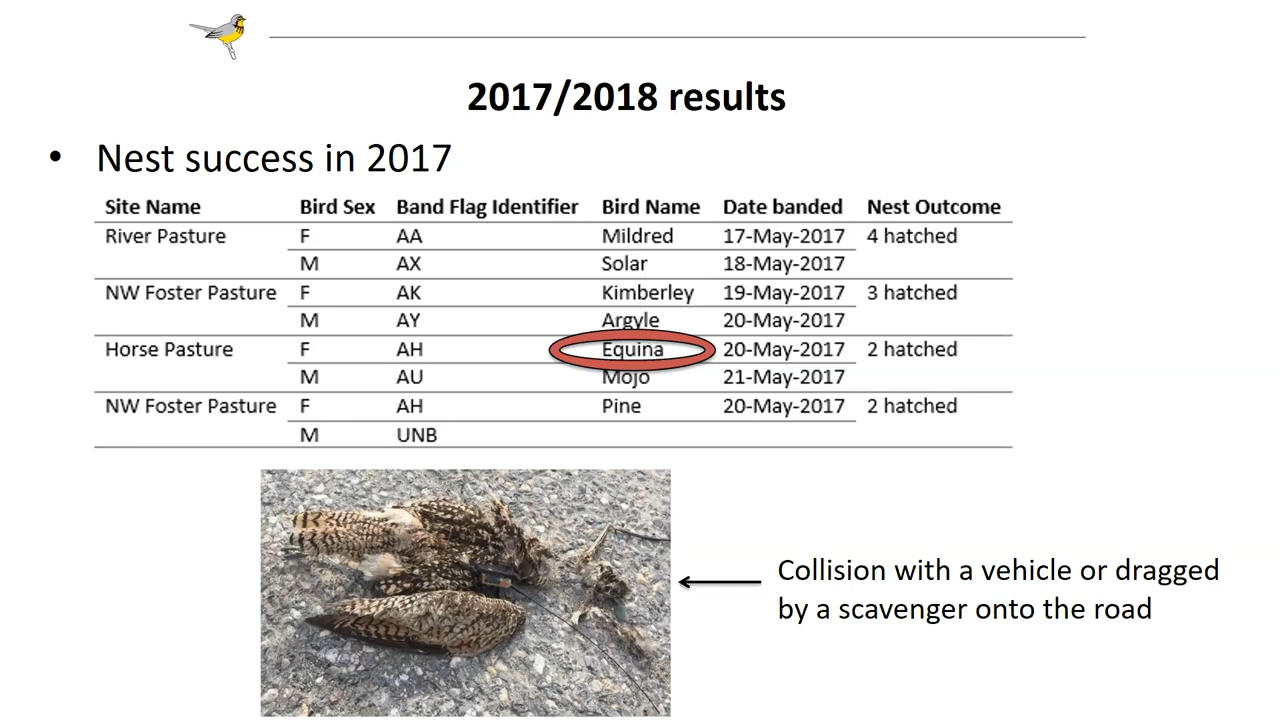 2017/2018 results
• Nest success in 2017
Site Name Bird Sex Band Flag Identifier Bird Name Date banded Nest Outcome
River Pasture F AA Mildred 17-May-2017 4 hatched
M AX Solar 18-May-2017
NW Foster Pasture F AK Kimberley 19-May-2017 3 hatched
M AY Argyle 20-May-2017
Horse Pasture F AH Equina 20-May-2017 2 hatched
M AU Mojo 21-May-2017
NW Foster Pasture F AH Pine 20-May-2017 2 hatched
M UNB
Collision with a vehicle or dragged
by a scavenger onto the road